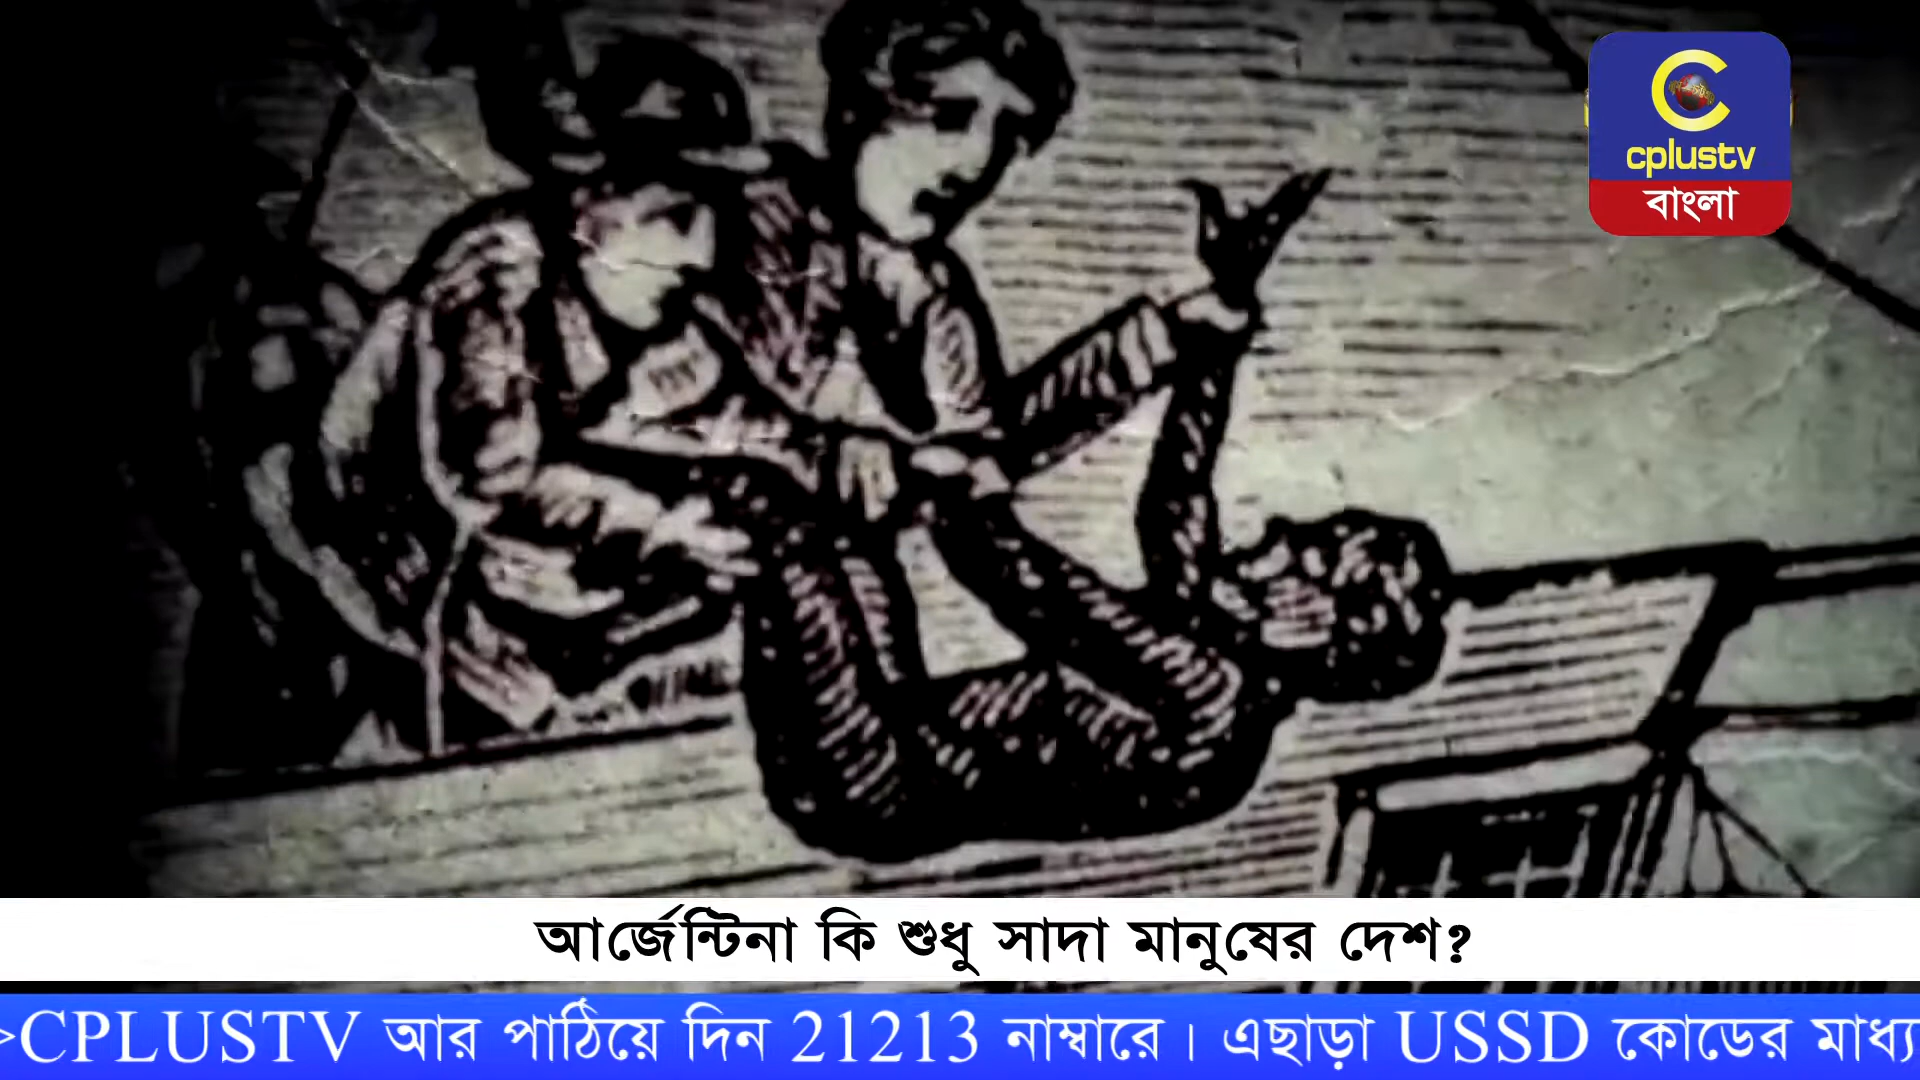 C
cplustv
বাংলা
আর্জেন্টিনা কি শুধু সাদা মানুষের দেশ?
>CPLUSTV আর পাঠিয়ে দিন 21213 নাম্বারে। এছাড়া USSD কোডের মাধ্য